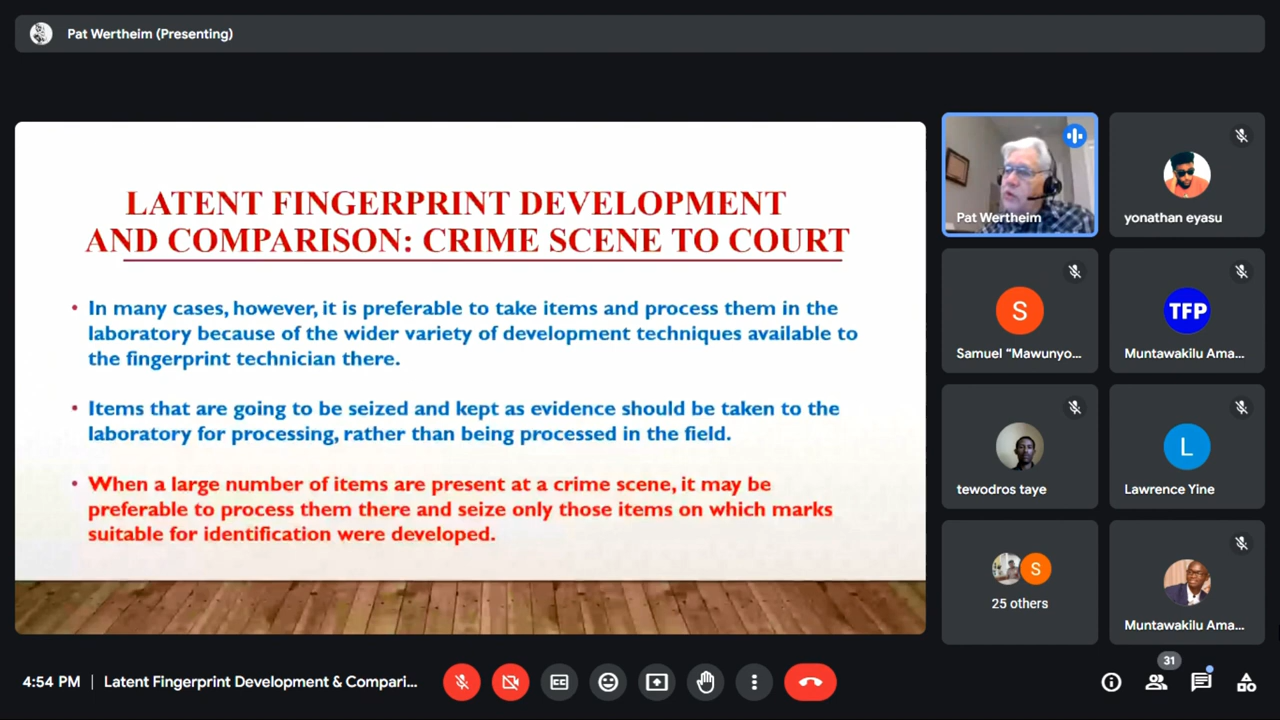 Pat Wertheim (Presenting)
LATENT FINGERPRINT DEVELOPMENT
AND COMPARISON: CRIME SCENE TO COURT
• In many cases, however, it is preferable to take items and process them in the
laboratory because of the wider variety of development techniques available to
the fingerprint technician there.
• Items that are going to be seized and kept as evidence should be taken to the
laboratory for processing, rather than being processed in the field.
• When a large number of items are present at a crime scene, it may be
preferable to process them there and seize only those items on which marks
suitable for identification were developed.
Pat Wertheim
yonathan eyasu
S
Samuel “Mawunyo...
TFP
Muntawakilu Ama...
tewodros taye
L
Lawrence Yine
S
25 others
Muntawakilu Ama...
4:54 PM | Latent Fingerprint Development & Compari...
CC
31